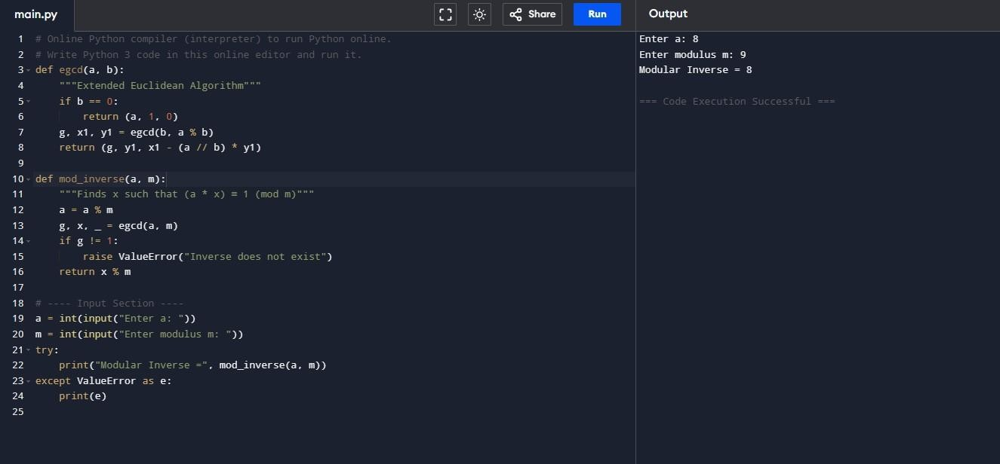 main.py
Share
Run
Output
1 # Online Python compiler (interpreter) to run Python online.
2 # Write Python 3 code in this online editor and run it.
3 def egcd(a, b):
4     """Extended Euclidean Algorithm"""
5     if b == 0:
6         return (a, 1, 0)
7     g, x1, y1 = egcd(b, a % b)
8     return (g, y1, x1 - (a // b) * y1)
9
10 def mod_inverse(a, m):
11     """Finds x such that (a * x) ≡ 1 (mod m)"""
12     a = a % m
13     g, x, _ = egcd(a, m)
14     if g != 1:
15         raise ValueError("Inverse does not exist")
16     return x % m
17
18 # ---- Input Section ----
19 a = int(input("Enter a: "))
20 m = int(input("Enter modulus m: "))
21 try:
22     print("Modular Inverse =", mod_inverse(a, m))
23 except ValueError as e:
24     print(e)
25
Enter a: 8
Enter modulus m: 9
Modular Inverse = 8
=== Code Execution Successful ===